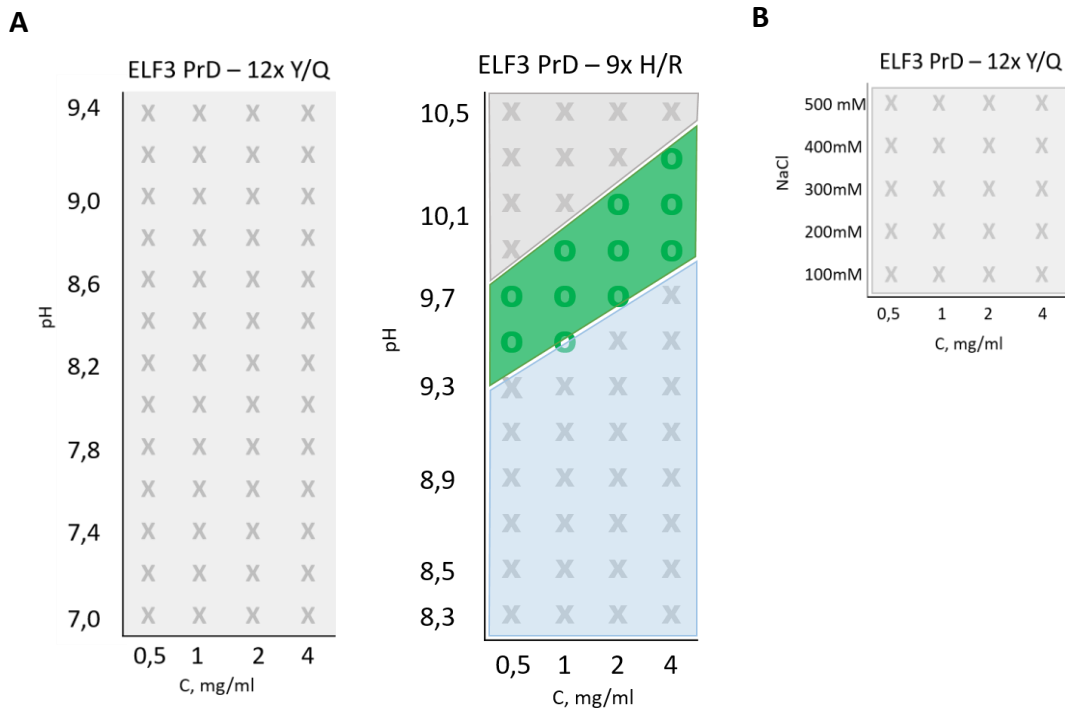 A
ELF3 PrD – 12x Y/Q
9,4
9,0
8,6
8,2
7,8
7,4
7,0
pH
0,5 1 2 4
C, mg/ml
ELF3 PrD – 9x H/R
10,5
10,1
9,7
9,3
8,9
8,5
8,3
pH
0,5 1 2 4
C, mg/ml
B
ELF3 PrD – 12x Y/Q
500 mM
400mM
300mM
200mM
100mM
NaCl
0,5 1 2 4
C, mg/ml